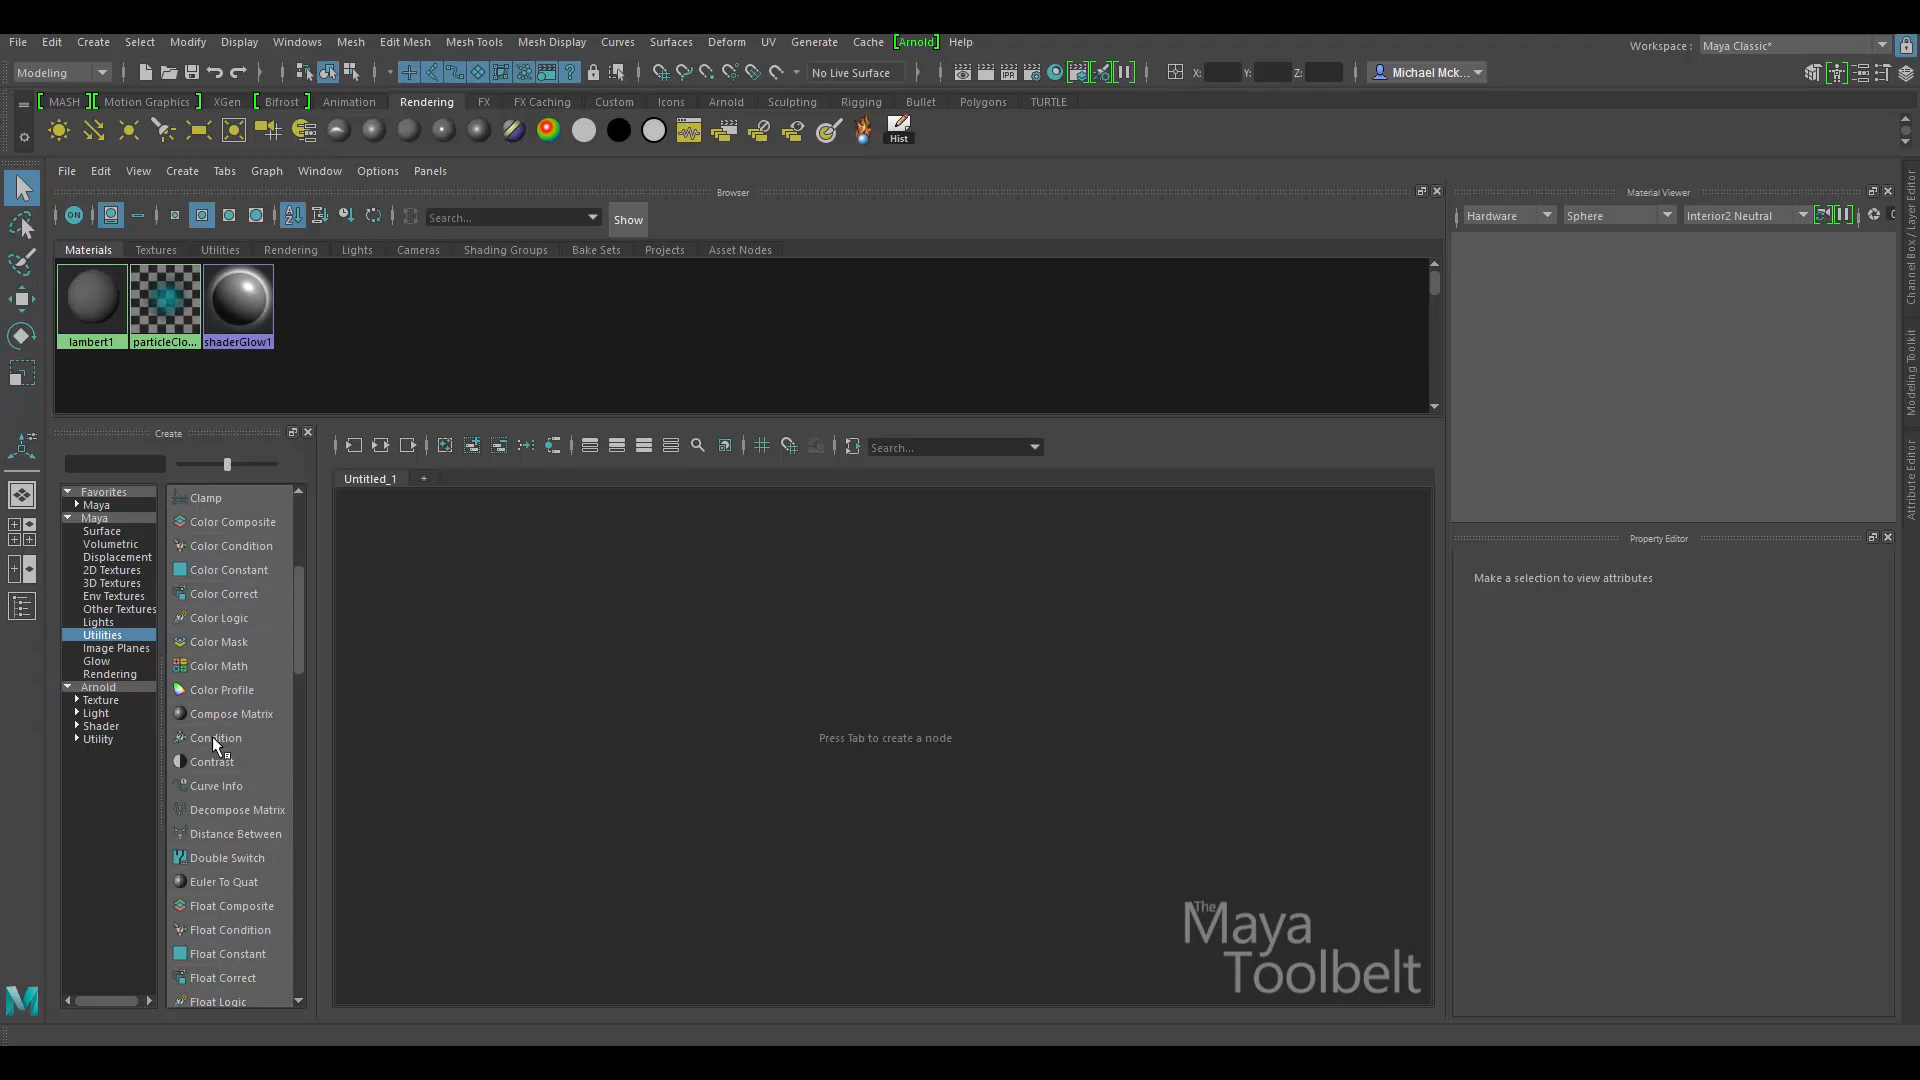 File Edit Create Select Modify Display Windows Mesh Edit Mesh Mesh Tools Mesh Display Curves Surfaces Deform UV Generate Cache [Arnold] Help
Workspace : Maya Classic*
Modeling No Live Surface X: Y: Z: Michael Mck...
MASH Motion Graphics XGen Bifrost Animation Rendering FX FX Caching Custom Icons Arnold Sculpting Rigging Bullet Polygons TURTLE
IPR
Hist
File Edit View Create Tabs Graph Window Options Panels
Browser
ON Search... Show
Materials Textures Utilities Rendering Lights Cameras Shading Groups Bake Sets Projects Asset Nodes
lambert1 particleClo... shaderGlow1
Material Viewer
Hardware Sphere Interior2 Neutral
Create
Search...
Untitled_1 +
Favorites
Maya
Maya
Surface
Volumetric
Displacement
2D Textures
3D Textures
Env Textures
Other Textures
Lights
Utilities
Image Planes
Glow
Rendering
Arnold
Texture
Light
Shader
Utility
Clamp
Color Composite
Color Condition
Color Constant
Color Correct
Color Logic
Color Mask
Color Math
Color Profile
Compose Matrix
Condition
Contrast
Curve Info
Decompose Matrix
Distance Between
Double Switch
Euler To Quat
Float Composite
Float Condition
Float Constant
Float Correct
Float Logic
Press Tab to create a node
The
Maya
Toolbelt
Property Editor
Make a selection to view attributes
Channel Box / Layer Editor
Modeling Toolkit
Attribute Editor